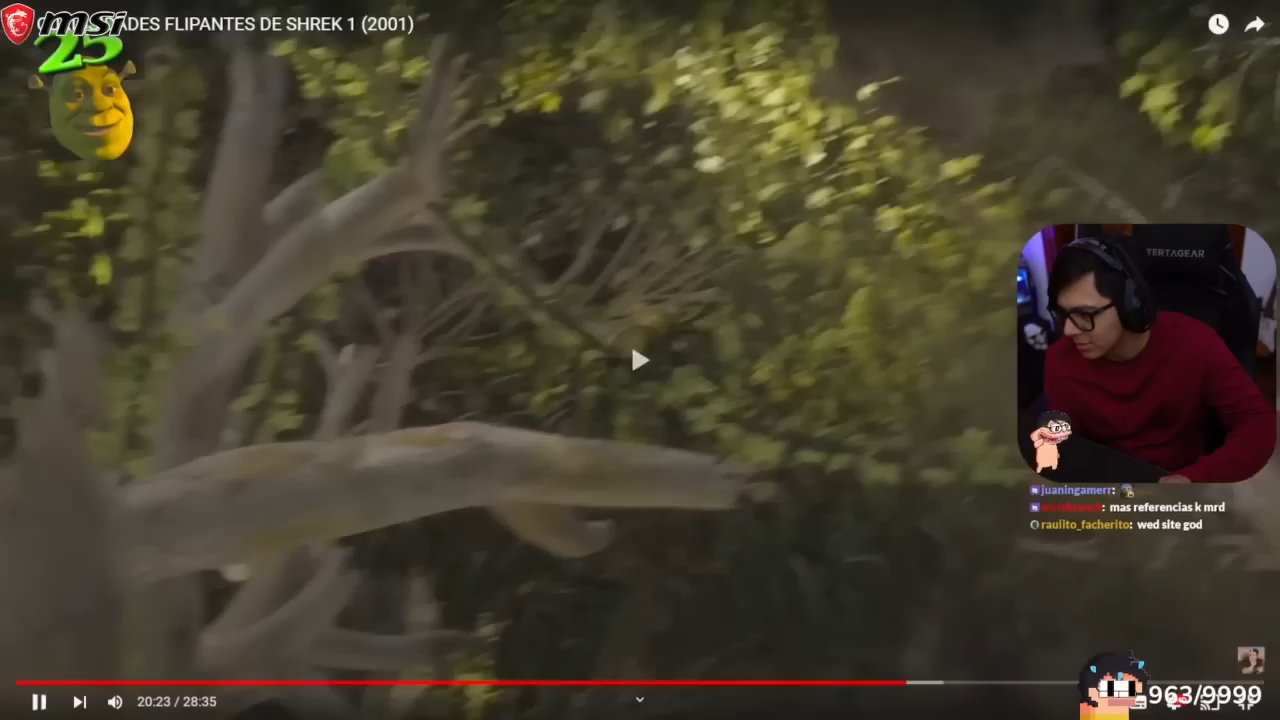 msi
ADES FLIPANTES DE SHREK 1 (2001)
25
TERTAGEAR
juaningamerr:
mas referencias k mrd
raulito_facherito: wed site god
20:23 / 28:35
963/9999